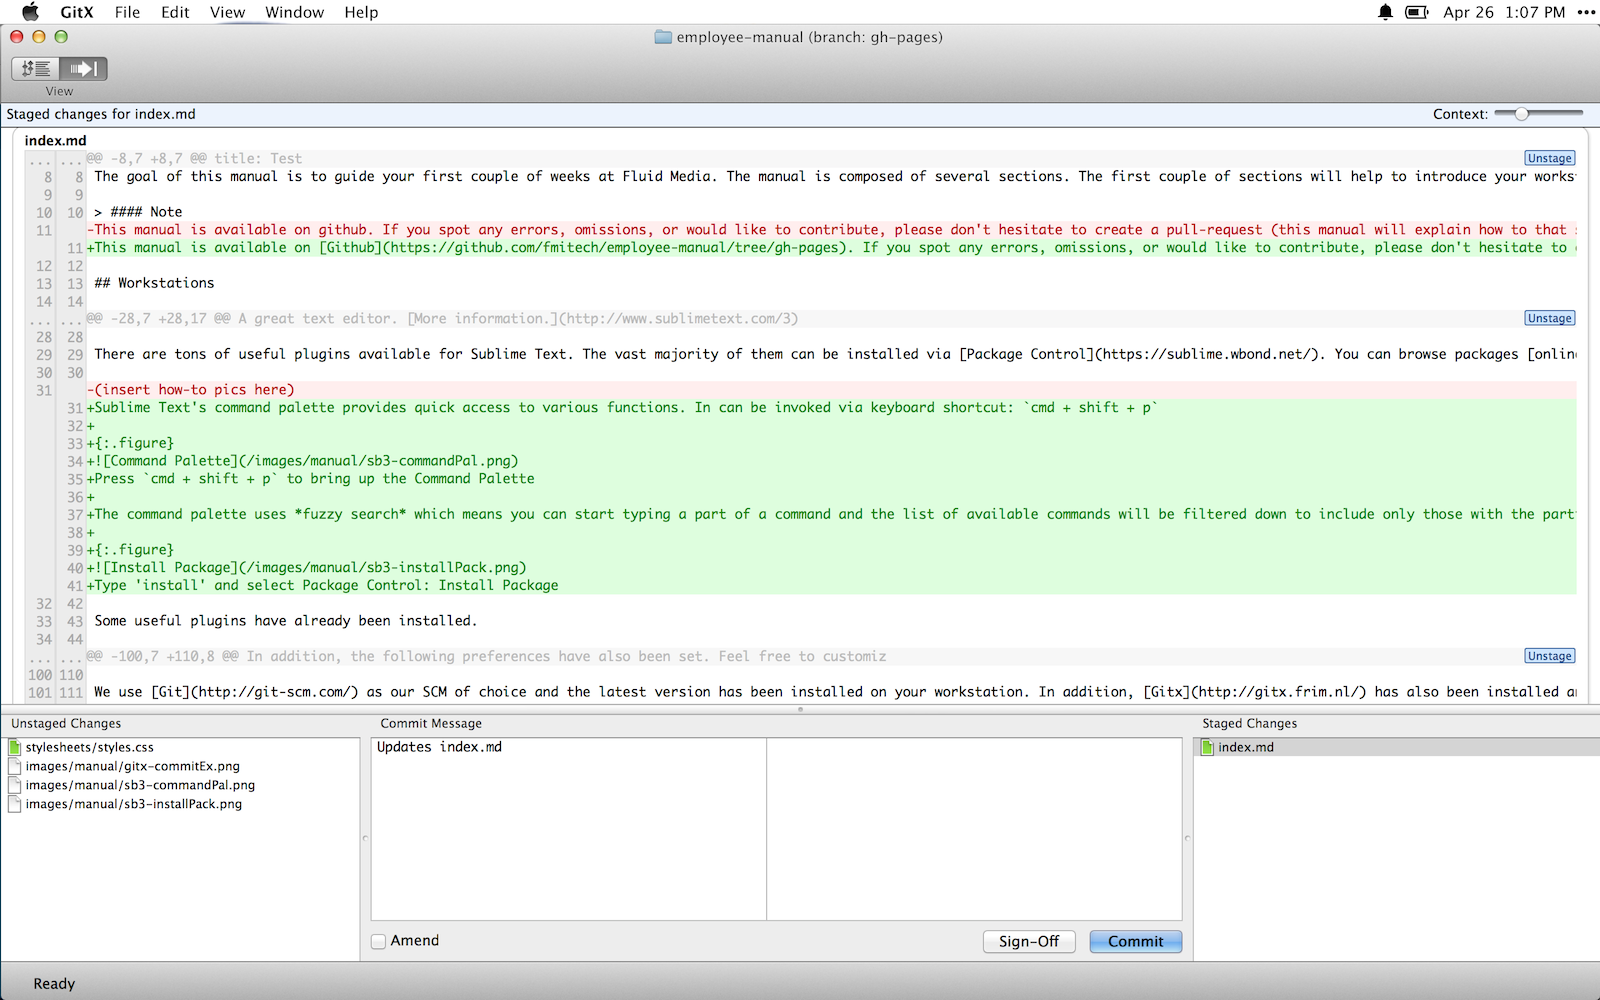 GitX File Edit View Window Help Apr 26 1:07 PM
employee-manual (branch: gh-pages)
View
Staged changes for index.md Context:
index.md
... ... @@ -8,7 +8,7 @@ title: Test Unstage
8 8 The goal of this manual is to guide your first couple of weeks at Fluid Media. The manual is composed of several sections. The first couple of sections will help to introduce your works
9 9
10 10 > #### Note
11 -This manual is available on github. If you spot any errors, omissions, or would like to contribute, please don't hesitate to create a pull-request (this manual will explain how to that
11 +This manual is available on [Github](https://github.com/fmitech/employee-manual/tree/gh-pages). If you spot any errors, omissions, or would like to contribute, please don't hesitate to
12 12
13 13 ## Workstations
14 14
... ... @@ -28,7 +28,17 @@ A great text editor. [More information.](http://www.sublimetext.com/3) Unstage
28 28
29 29 There are tons of useful plugins available for Sublime Text. The vast majority of them can be installed via [Package Control](https://sublime.wbond.net/). You can browse packages [onlin
30 30
31 -(insert how-to pics here)
31 +Sublime Text's command palette provides quick access to various functions. In can be invoked via keyboard shortcut: `cmd + shift + p`
32 +
33 +{:.figure}
34 +![Command Palette](/images/manual/sb3-commandPal.png)
35 +Press `cmd + shift + p` to bring up the Command Palette
36 +
37 +The command palette uses *fuzzy search* which means you can start typing a part of a command and the list of available commands will be filtered down to include only those with the part
38 +
39 +{:.figure}
40 +![Install Package](/images/manual/sb3-installPack.png)
41 +Type 'install' and select Package Control: Install Package
32 42
33 43 Some useful plugins have already been installed.
34 44
... ... @@ -100,7 +110,8 @@ In addition, the following preferences have also been set. Feel free to customiz Unstage
100 110
101 111 We use [Git](http://git-scm.com/) as our SCM of choice and the latest version has been installed on your workstation. In addition, [Gitx](http://gitx.frim.nl/) has also been installed a
Unstaged Changes Commit Message Staged Changes
stylesheets/styles.css Updates index.md index.md
images/manual/gitx-commitEx.png
images/manual/sb3-commandPal.png
images/manual/sb3-installPack.png
Amend Sign-Off Commit
Ready